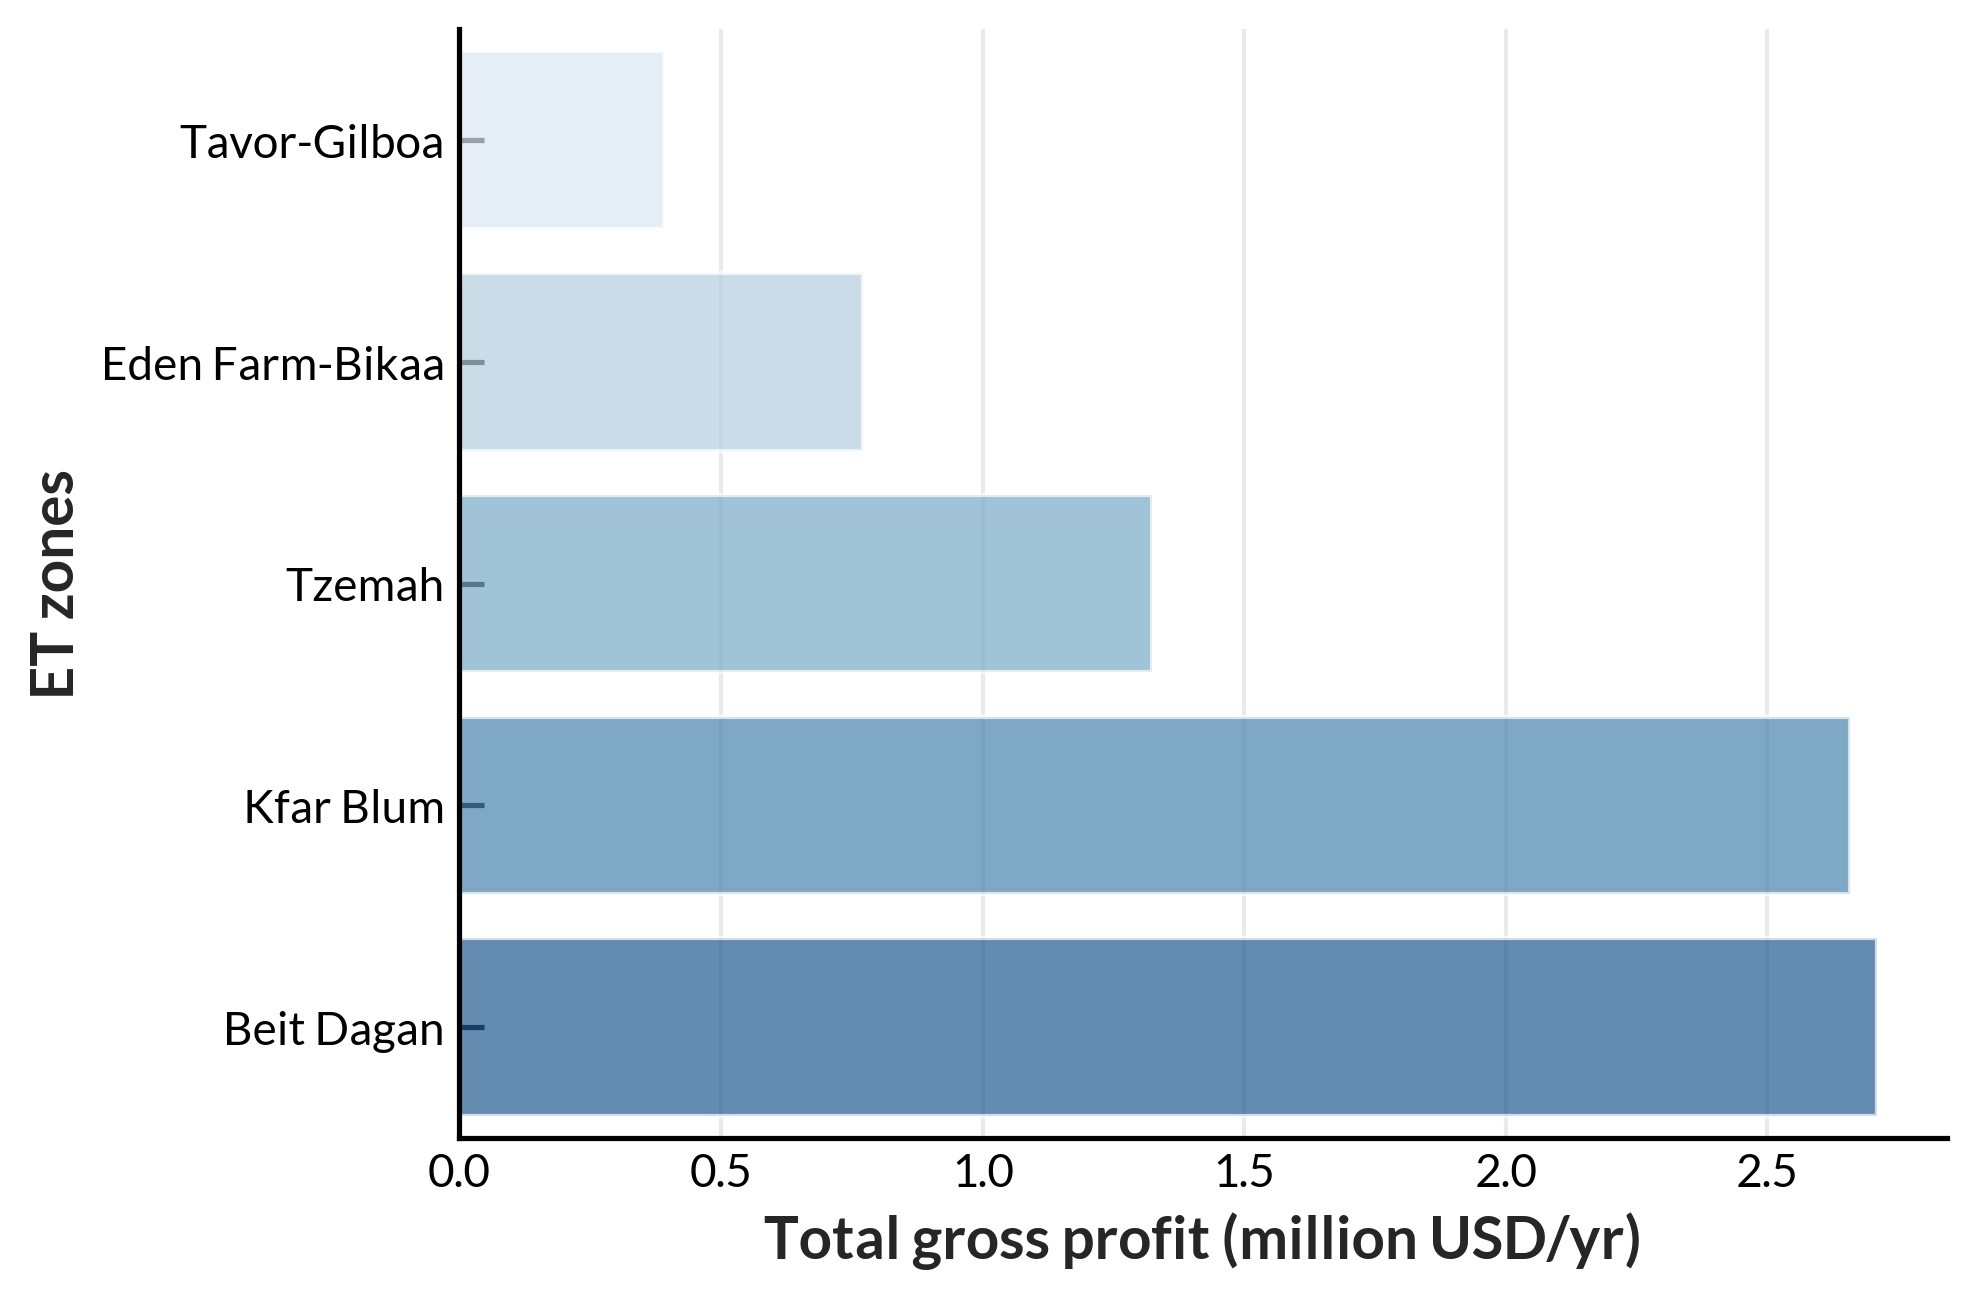 Tavor-Gilboa
Eden Farm-Bikaa
Tzemah
Kfar Blum
Beit Dagan
ET zones
0.0 0.5 1.0 1.5 2.0 2.5
Total gross profit (million USD/yr)